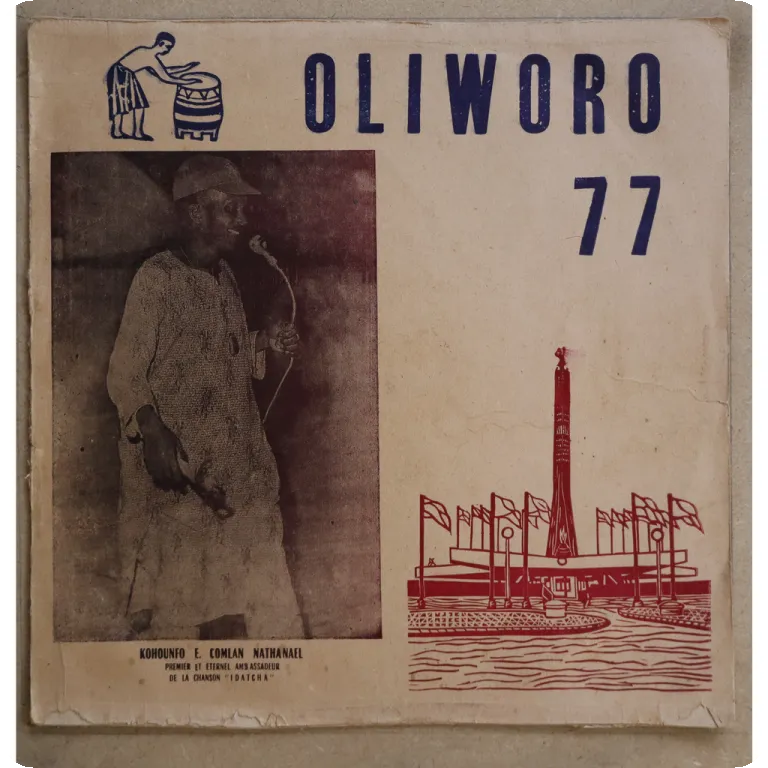 OLIWORO
77
KOHOUNFO E. COMLAN NATHANAEL
PREMIER ET ETERNEL AMBASSADEUR
DE LA CHANSON "IDATCHA"